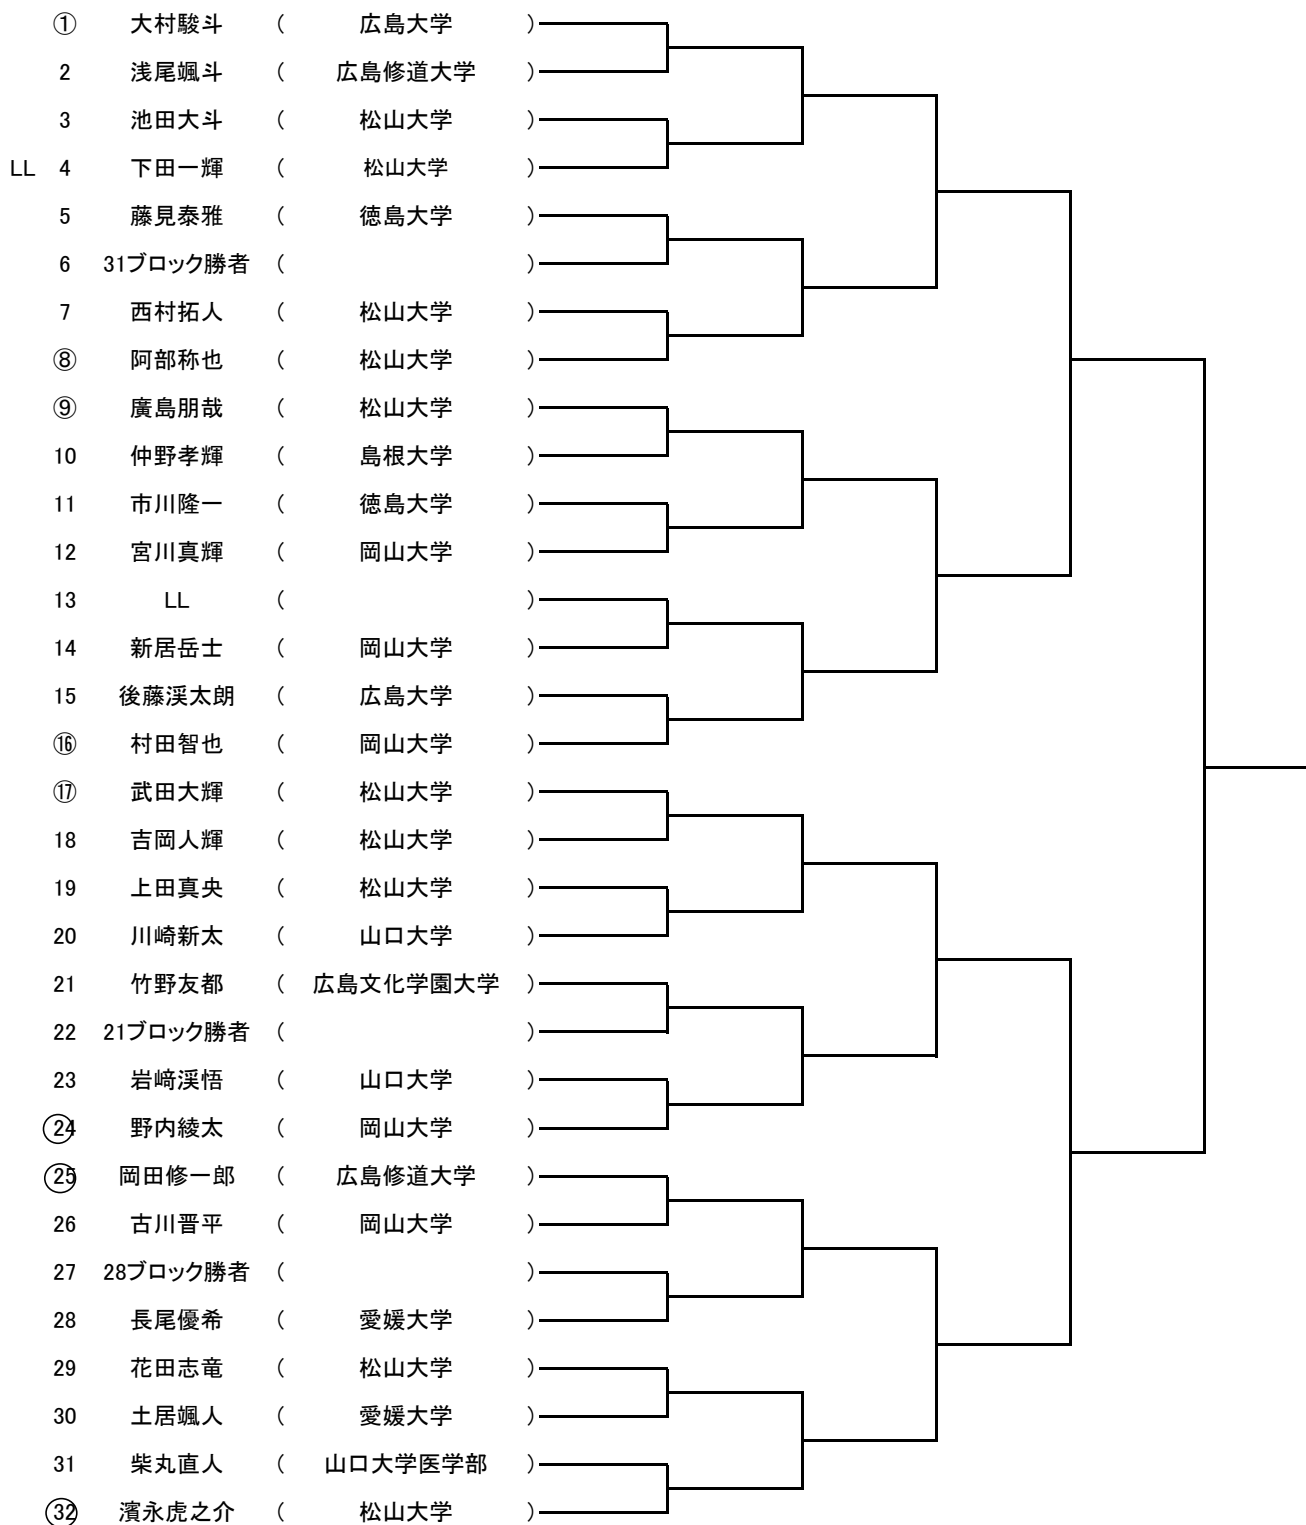 ① 大村駿斗 ( 広島大学 )
2 浅尾颯斗 ( 広島修道大学 )
3 池田大斗 ( 松山大学 )
LL 4 下田一輝 ( 松山大学 )
5 藤見泰雅 ( 徳島大学 )
6 31ブロック勝者 ( )
7 西村拓人 ( 松山大学 )
⑧ 阿部称也 ( 松山大学 )
⑨ 廣島朋哉 ( 松山大学 )
10 仲野孝輝 ( 島根大学 )
11 市川隆一 ( 徳島大学 )
12 宮川真輝 ( 岡山大学 )
13 LL ( )
14 新居岳士 ( 岡山大学 )
15 後藤渓太朗 ( 広島大学 )
⑯ 村田智也 ( 岡山大学 )
⑰ 武田大輝 ( 松山大学 )
18 吉岡人輝 ( 松山大学 )
19 上田真央 ( 松山大学 )
20 川崎新太 ( 山口大学 )
21 竹野友都 ( 広島文化学園大学 )
22 21ブロック勝者 ( )
23 岩﨑渓悟 ( 山口大学 )
24 野内綾太 ( 岡山大学 )
25 岡田修一郎 ( 広島修道大学 )
26 古川晋平 ( 岡山大学 )
27 28ブロック勝者 ( )
28 長尾優希 ( 愛媛大学 )
29 花田志竜 ( 松山大学 )
30 土居颯人 ( 愛媛大学 )
31 柴丸直人 ( 山口大学医学部 )
32 濱永虎之介 ( 松山大学 )